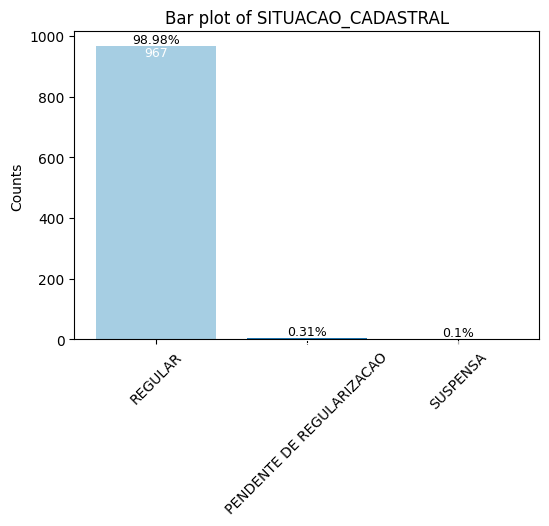 Bar plot of SITUACAO_CADASTRAL
1000
800
600
400
200
0
Counts
98.98%
967
0.31%
0.1%
REGULAR
PENDENTE DE REGULARIZACAO
SUSPENSA